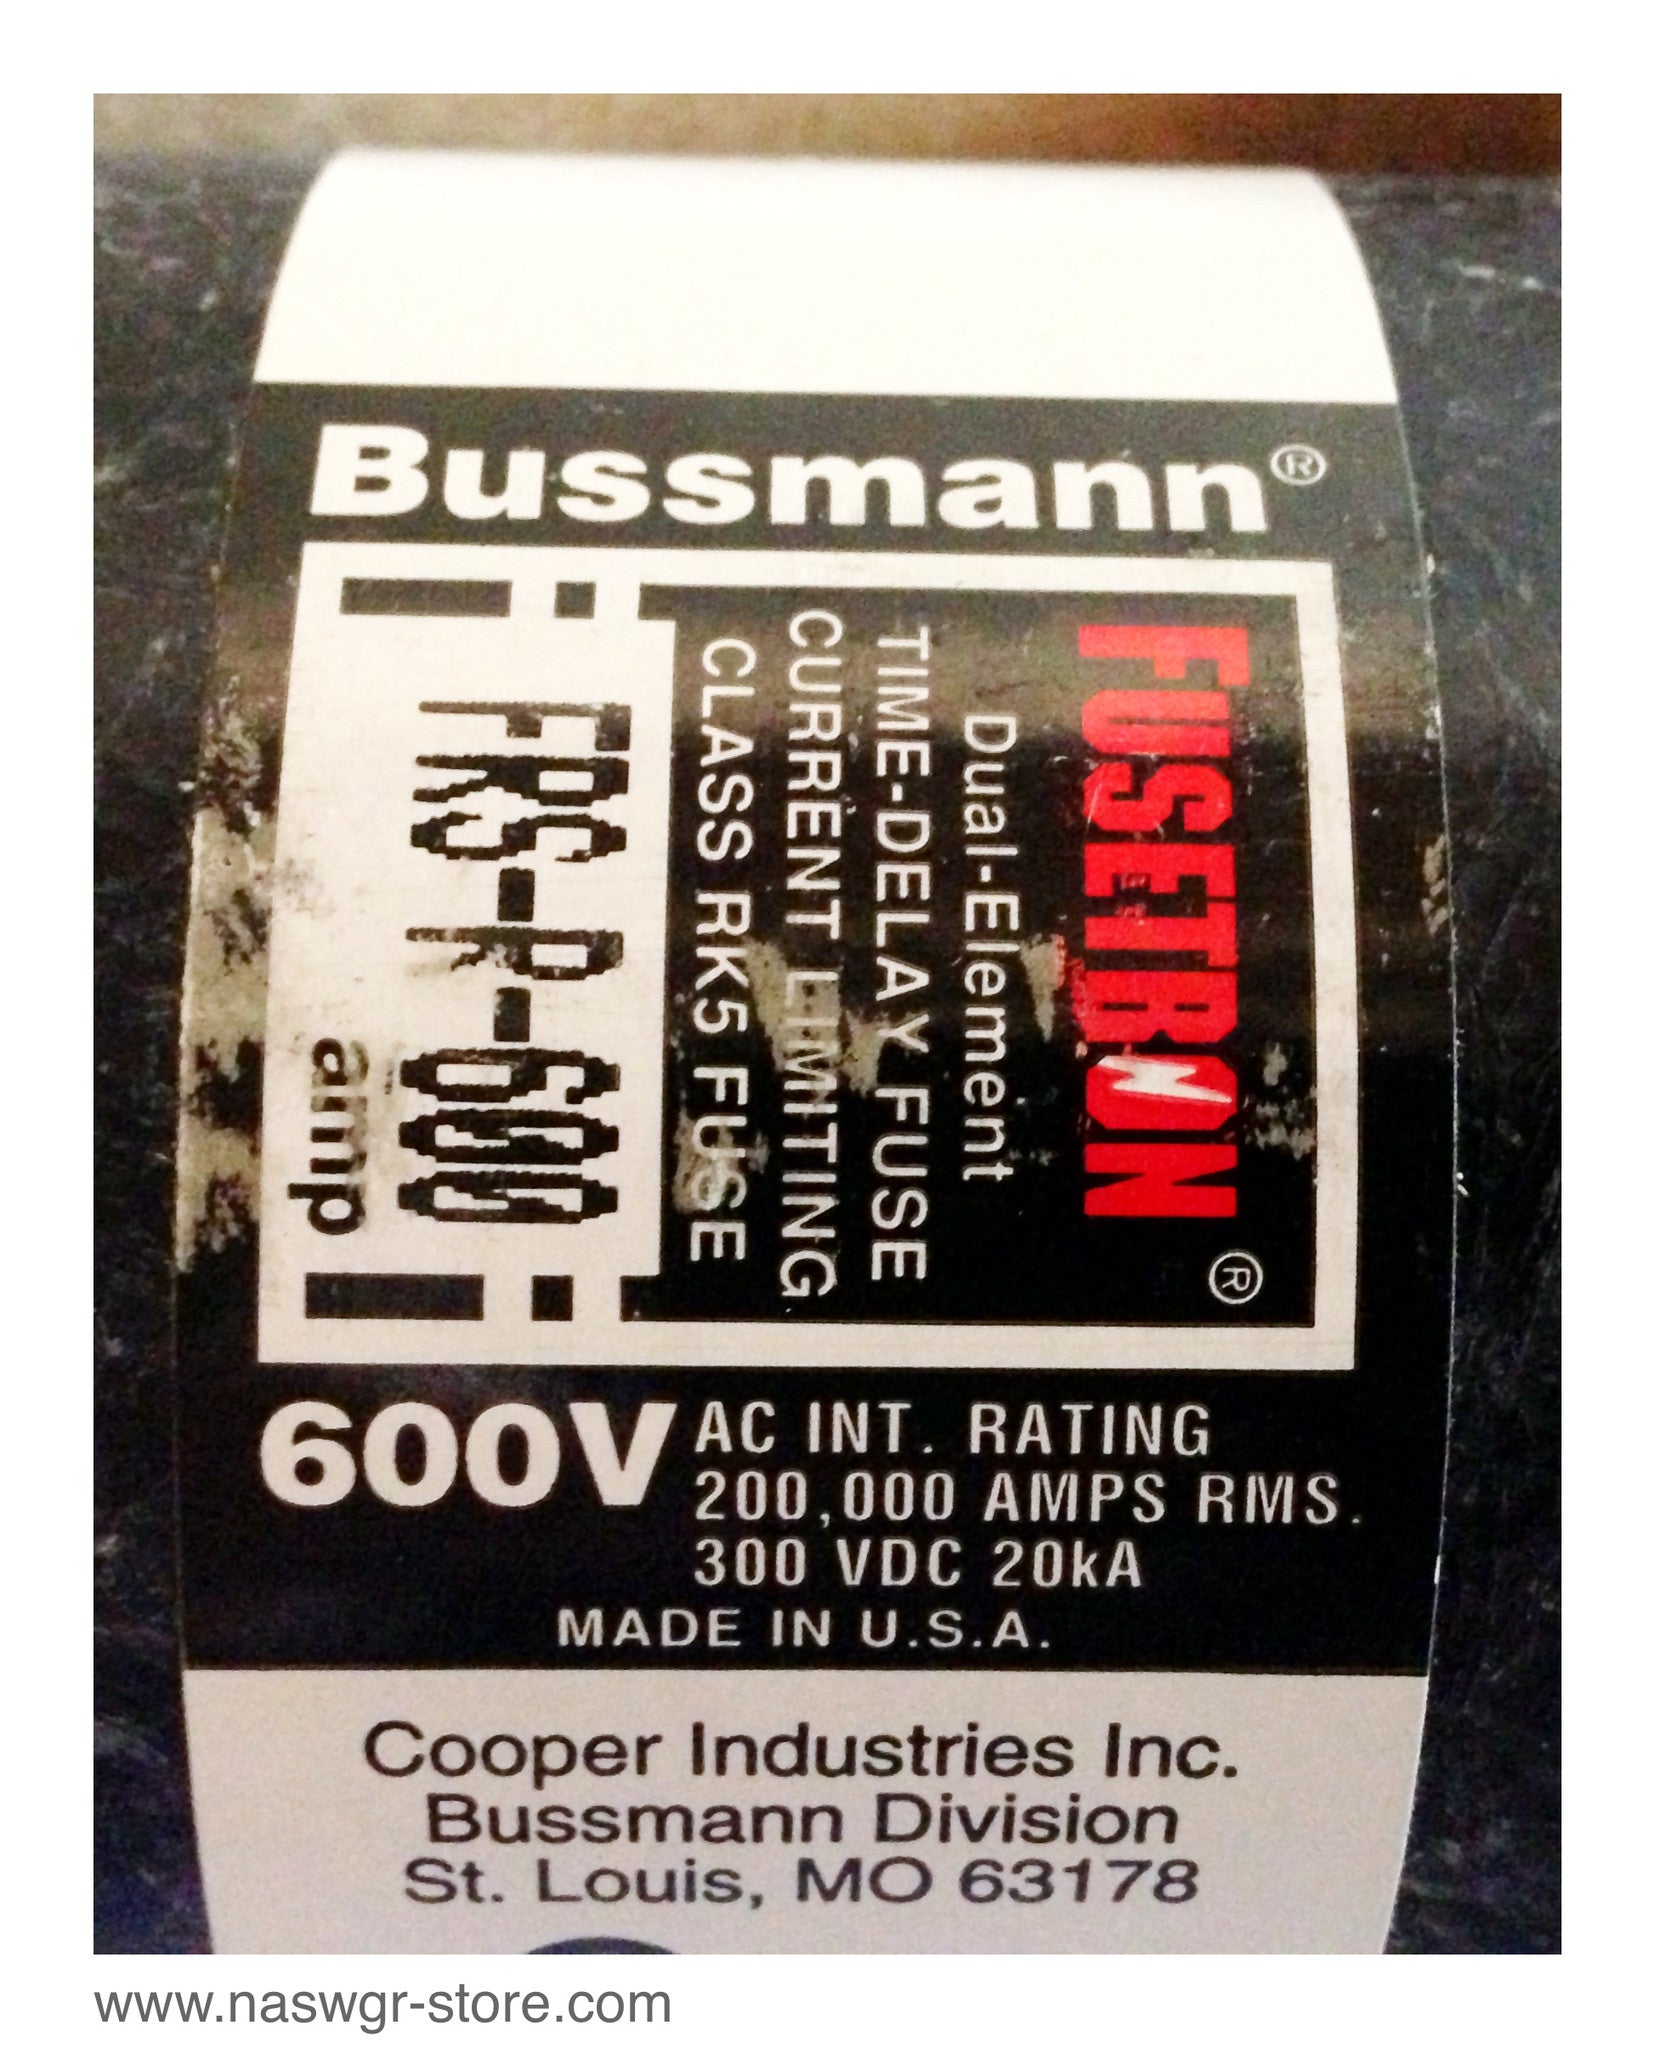 Bussmann®
FUSETRON®
Dual-Element
TIME-DELAY FUSE
CURRENT LIMITING
CLASS RK5 FUSE
FRS-R-600
amp
600V
AC INT. RATING
200,000 AMPS RMS.
300 VDC 20kA
MADE IN U.S.A.
Cooper Industries Inc.
Bussmann Division
St. Louis, MO 63178
www.naswgr-store.com